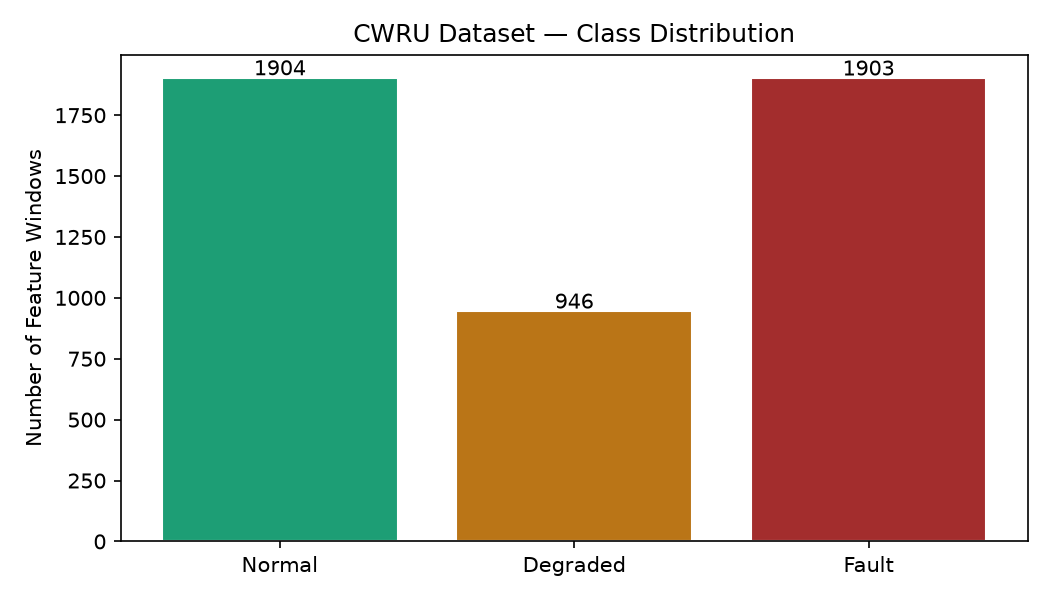 CWRU Dataset — Class Distribution
1904
1903
946
Number of Feature Windows
1750
1500
1250
1000
750
500
250
0
Normal
Degraded
Fault